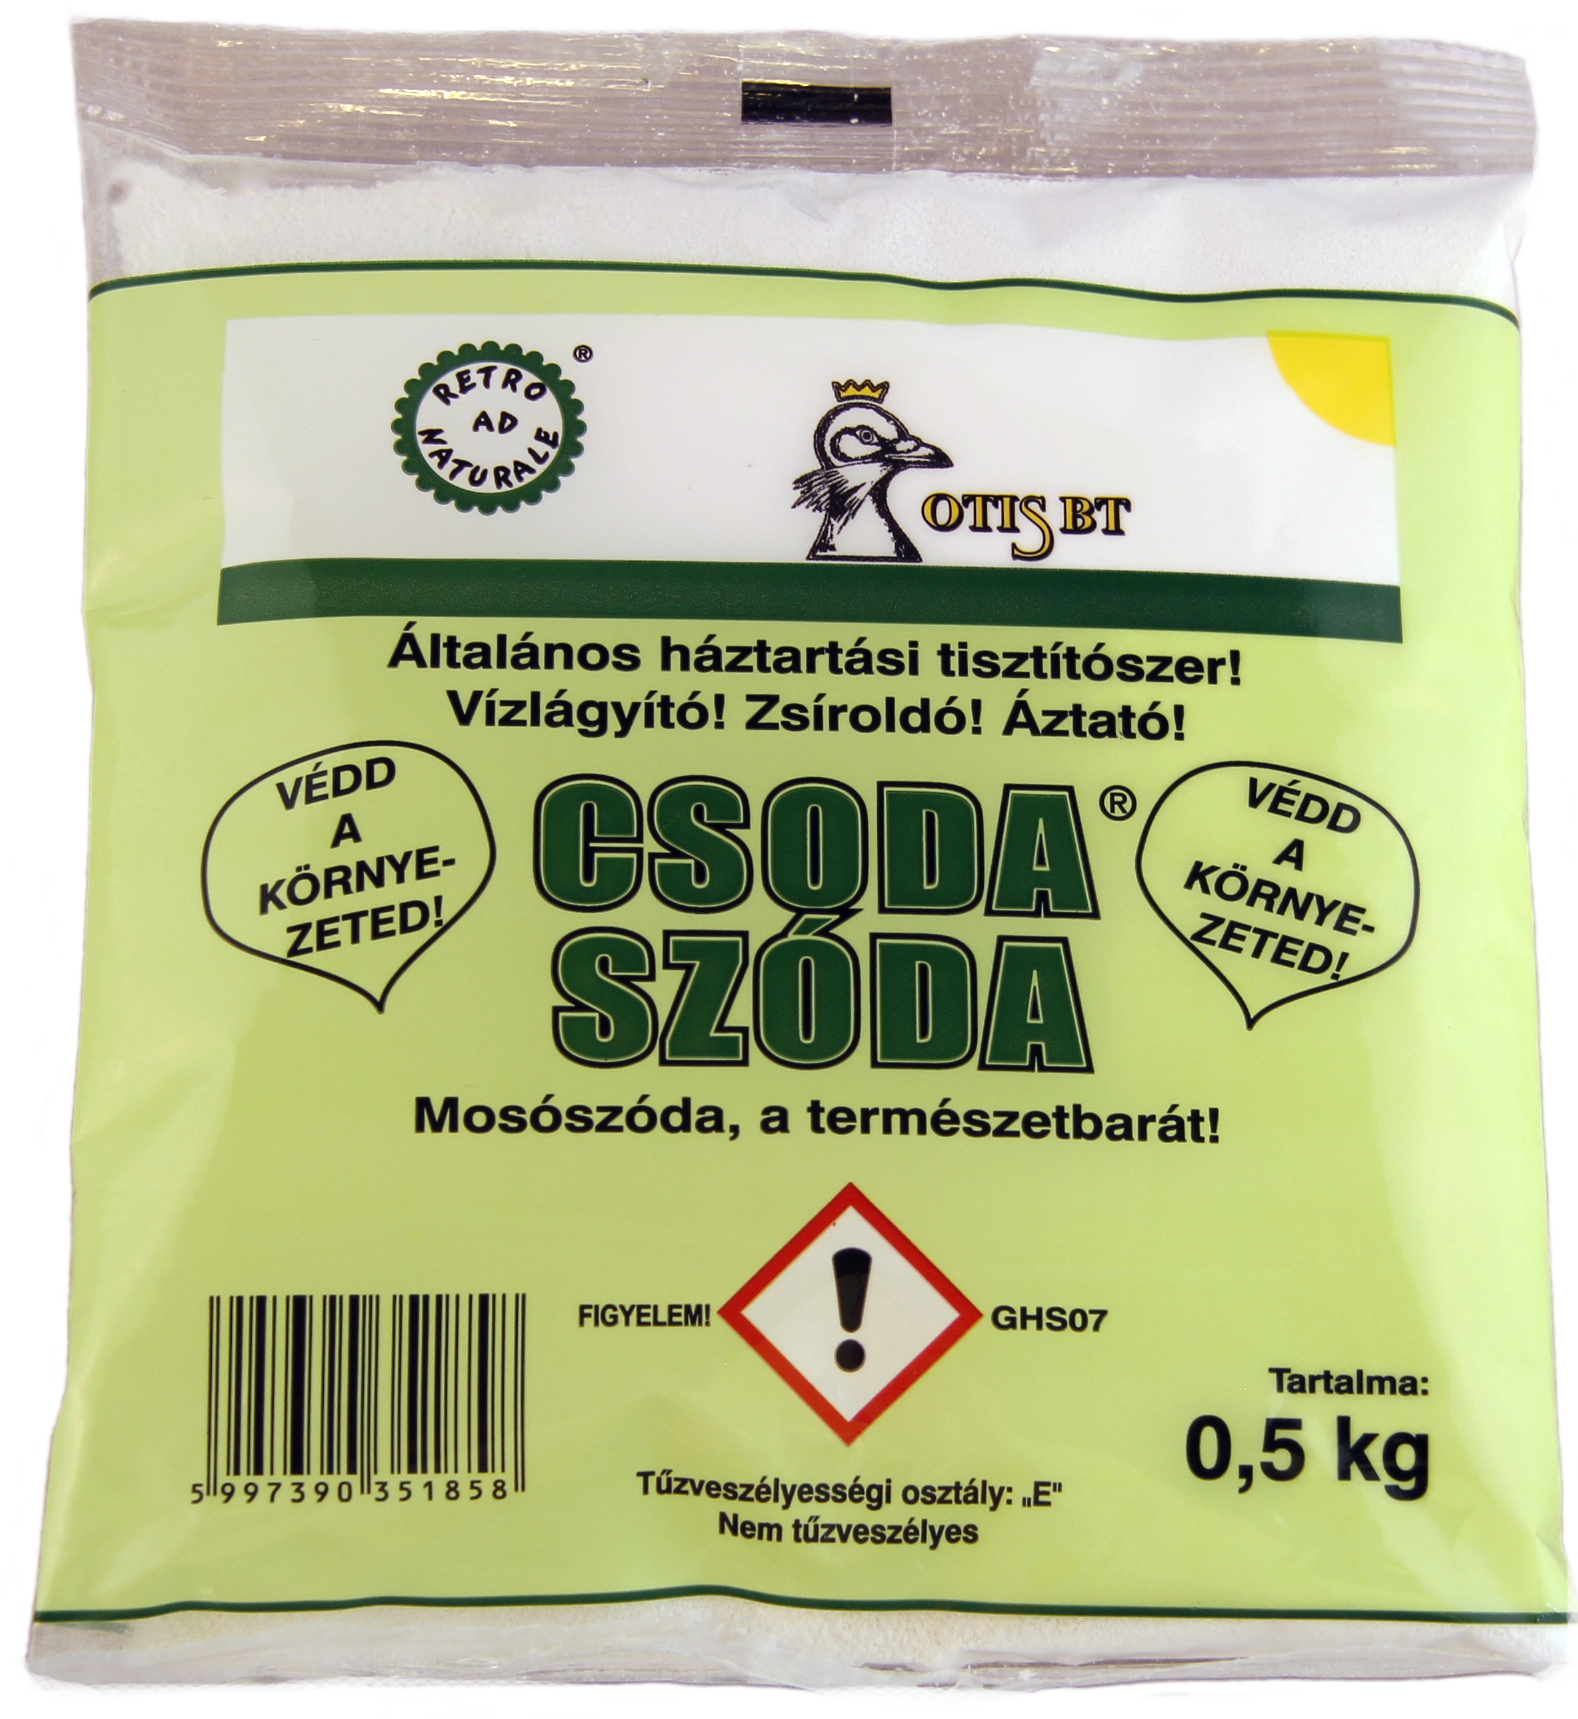 RETRO
AD
NATURALE
®
OTIS BT
Általános háztartási tisztítószer!
Vízlágyító! Zsíroldó! Áztató!
VÉDD
A
KÖRNYE-
ZETED!
CSODA®
SZÓDA
VÉDD
A
KÖRNYE-
ZETED!
Mosószóda, a természetbarát!
FIGYELEM!
!
GHS07
5 997390 351858
Tartalma:
0,5 kg
Tűzveszélyességi osztály: „E"
Nem tűzveszélyes